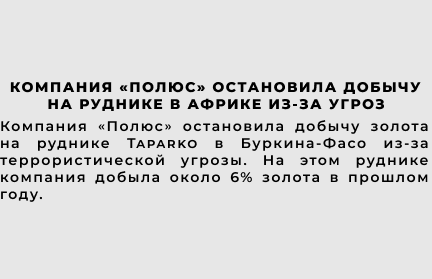 КОМПАНИЯ «ПОЛЮС» ОСТАНОВИЛА ДОБЫЧУ
НА РУДНИКЕ В АФРИКЕ ИЗ-ЗА УГРОЗ
Компания «Полюс» остановила добычу золота
на руднике TAPARKO в Буркина-Фасо из-за
террористической угрозы. На этом руднике
компания добыла около 6% золота в прошлом
году.